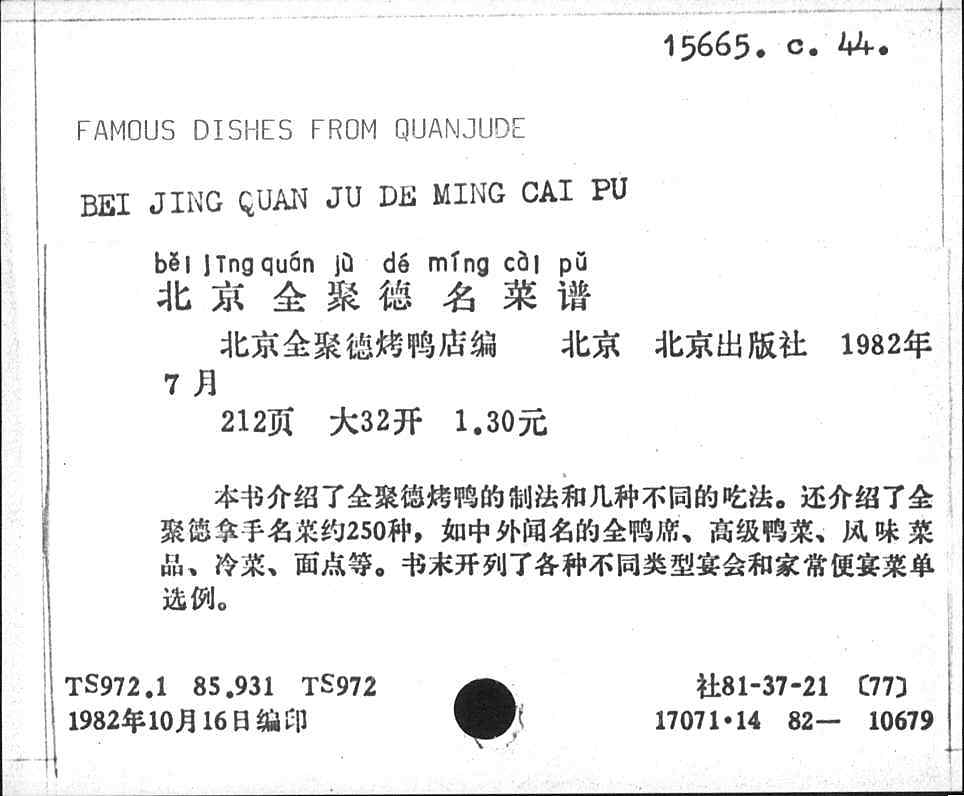 15665. c. 44.
FAMOUS DISHES FROM QUANJUDE
BEI JING QUAN JU DE MING CAI PU
běi jīng quán jù dé míng cài pǔ
北京全聚德名菜谱
北京全聚德烤鸭店编 北京 北京出版社 1982年
7月
212页 大32开 1.30元
本书介绍了全聚德烤鸭的制法和几种不同的吃法。还介绍了全
聚德拿手名菜约250种，如中外闻名的全鸭席、高级鸭菜、风味菜
品、冷菜、面点等。书末开列了各种不同类型宴会和家常便宴菜单
选例。
TS972.1 85.931 TS972 社81-37-21 〔77〕
1982年10月16日编印 17071·14 82— 10679